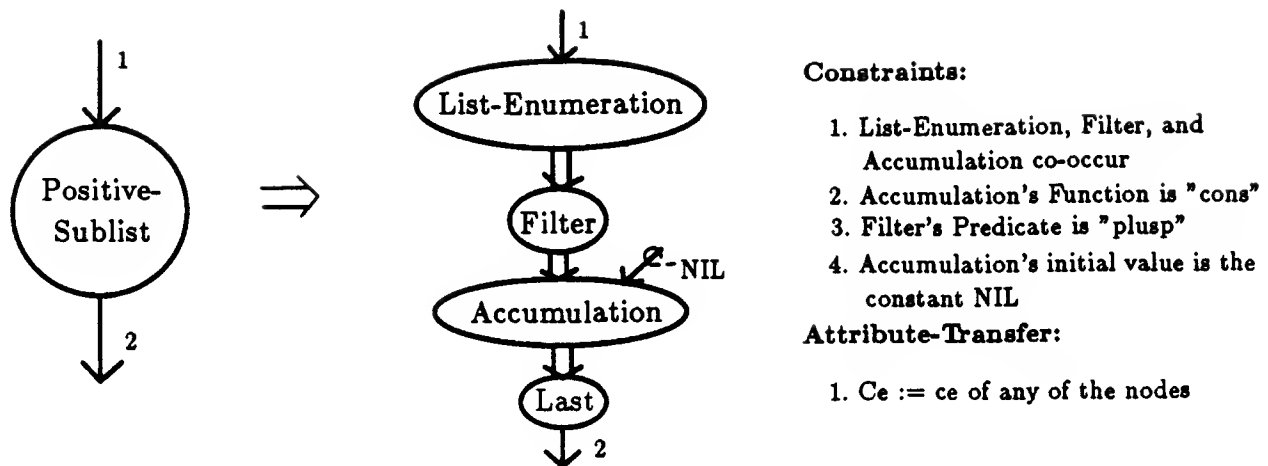 1
Positive-
Sublist
2
⇒
1
List-Enumeration
Filter
-NIL
Accumulation
Last
2
Constraints:
1. List-Enumeration, Filter, and
Accumulation co-occur
2. Accumulation's Function is "cons"
3. Filter's Predicate is "plusp"
4. Accumulation's initial value is the
constant NIL
Attribute-Transfer:
1. Ce := ce of any of the nodes